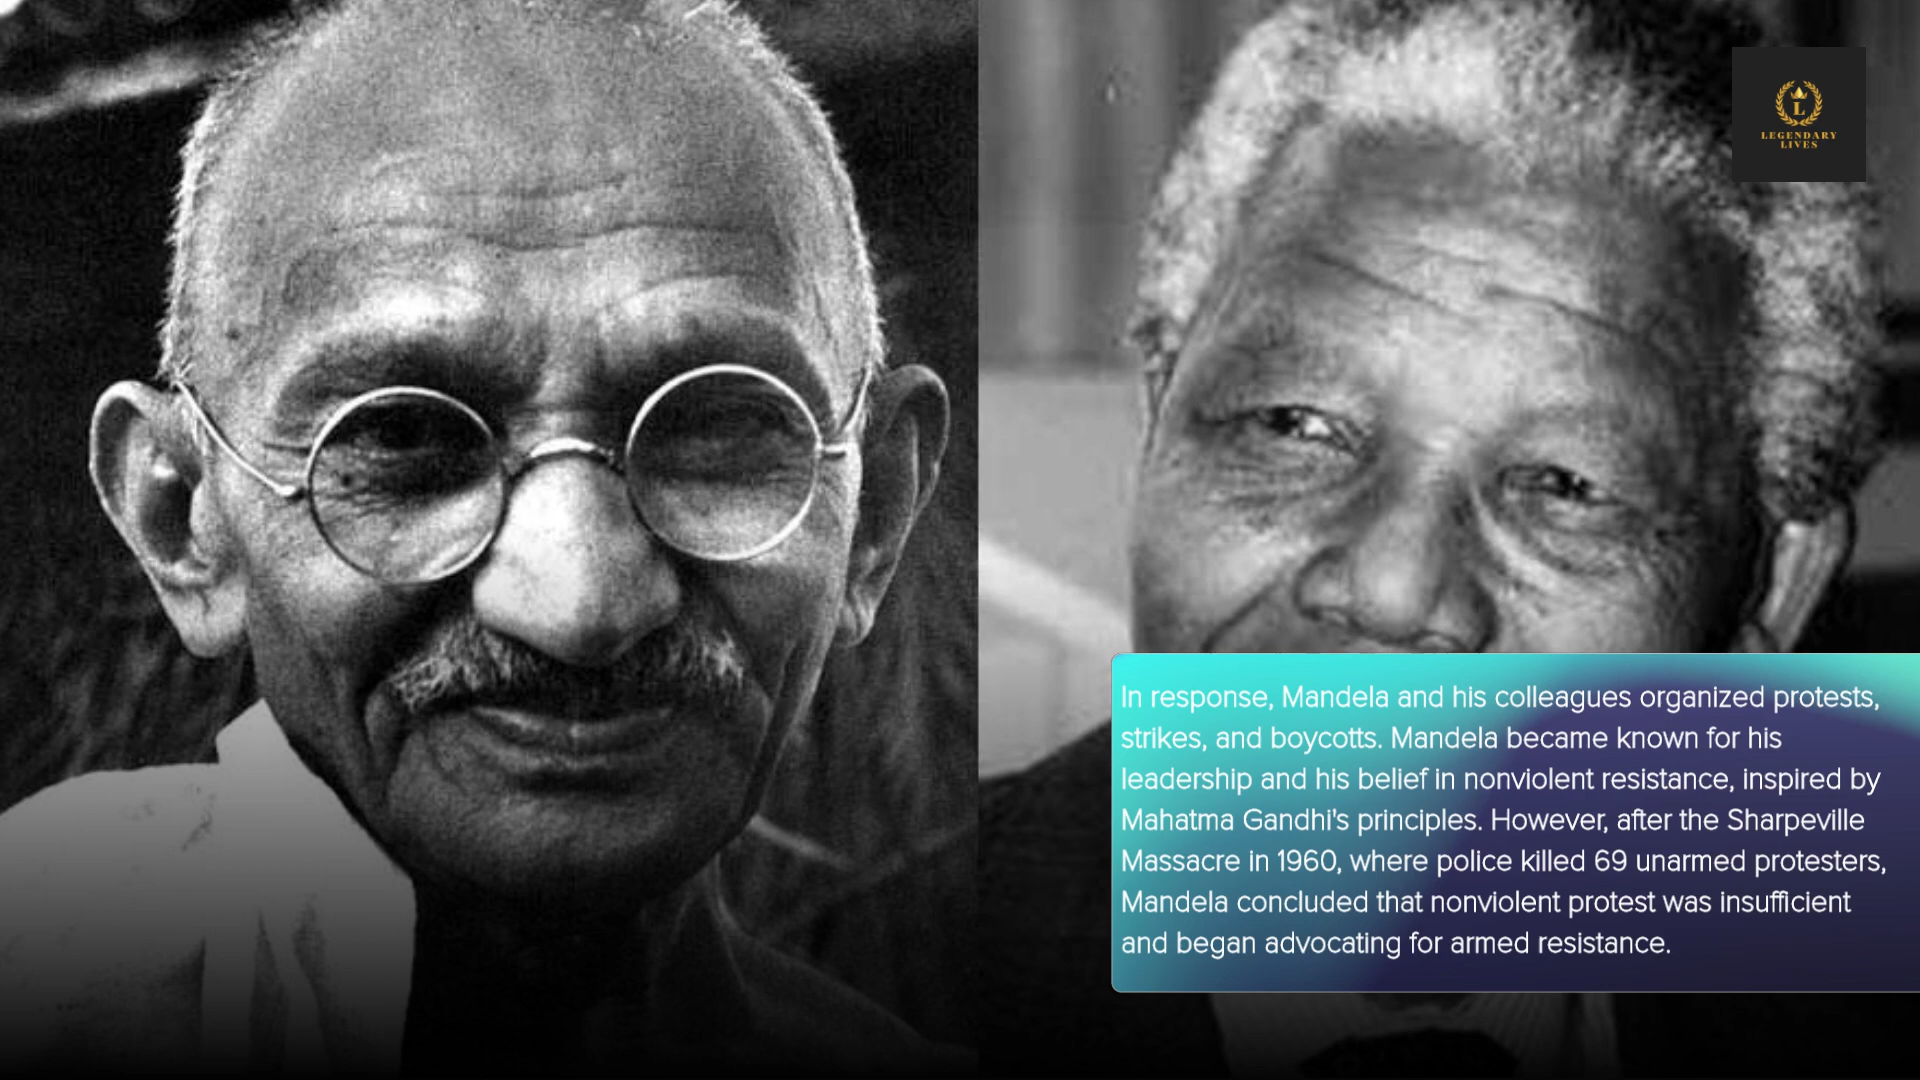 L
LEGENDARY
LIVES
In response, Mandela and his colleagues organized protests,
strikes, and boycotts. Mandela became known for his
leadership and his belief in nonviolent resistance, inspired by
Mahatma Gandhi's principles. However, after the Sharpeville
Massacre in 1960, where police killed 69 unarmed protesters,
Mandela concluded that nonviolent protest was insufficient
and began advocating for armed resistance.